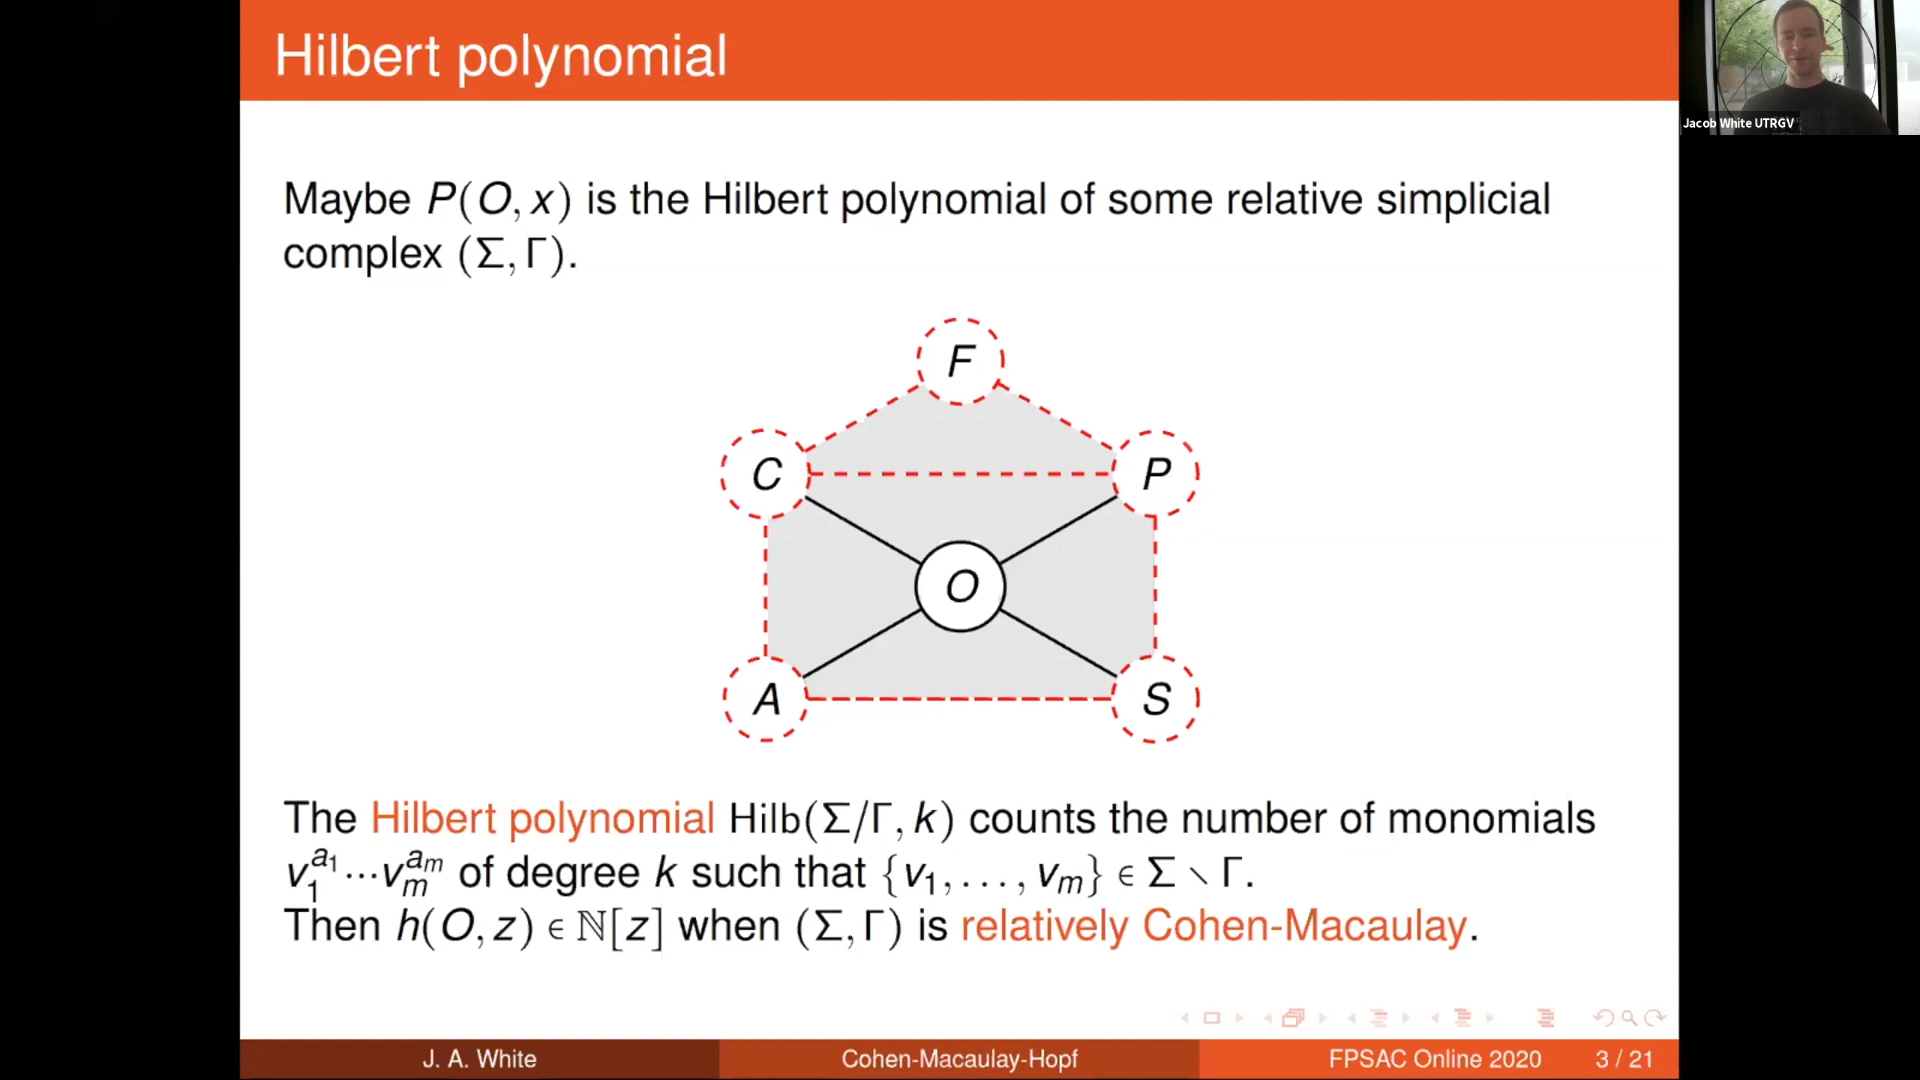 Hilbert polynomial
Jacob White UTRGV
Maybe P(O, x) is the Hilbert polynomial of some relative simplicial
complex (Σ, Γ).
F
C
P
O
A
S
The Hilbert polynomial Hilb(Σ/Γ, k) counts the number of monomials
v₁^{a₁}⋯v_m^{a_m} of degree k such that {v₁, …, v_m} ∈ Σ ∖ Γ.
Then h(O, z) ∈ ℕ[z] when (Σ, Γ) is relatively Cohen-Macaulay.
J. A. White Cohen-Macaulay-Hopf FPSAC Online 2020 3 / 21